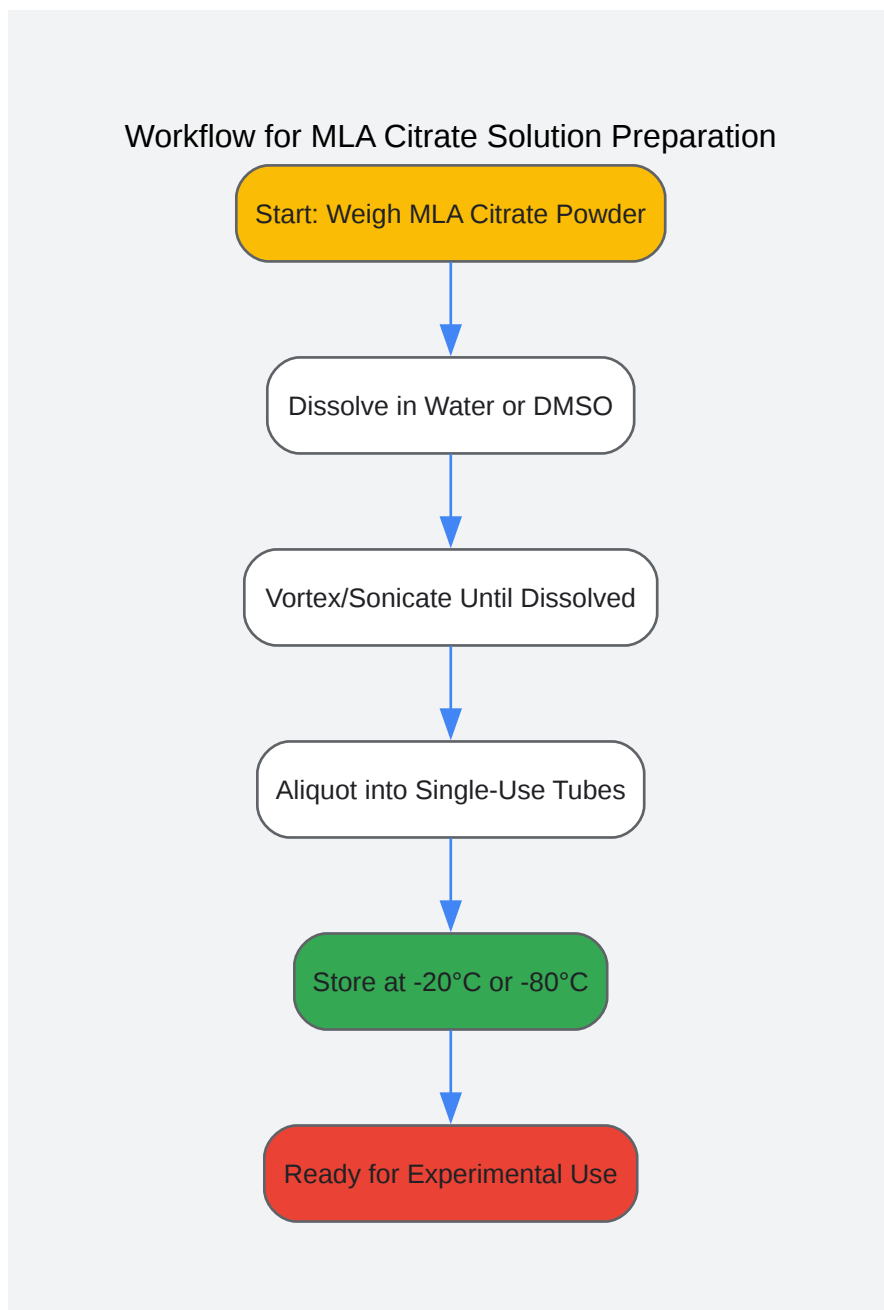 Workflow for MLA Citrate Solution Preparation
Start: Weigh MLA Citrate Powder
Dissolve in Water or DMSO
Vortex/Sonicate Until Dissolved
Aliquot into Single-Use Tubes
Store at -20°C or -80°C
Ready for Experimental Use